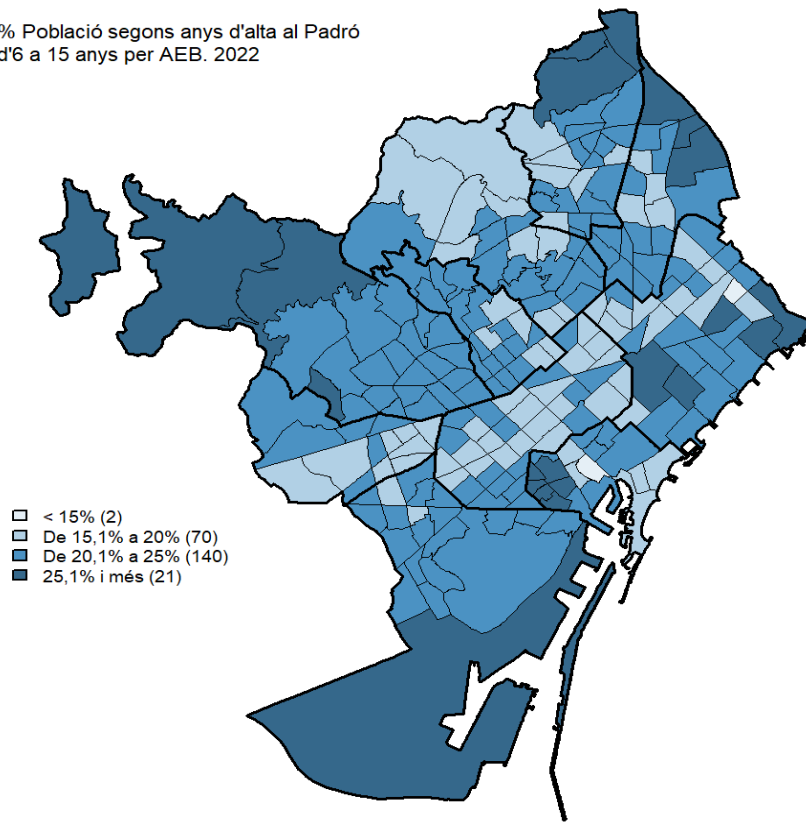 % Població segons anys d'alta al Padró
d'6 a 15 anys per AEB. 2022
< 15% (2)
De 15,1% a 20% (70)
De 20,1% a 25% (140)
25,1% i més (21)